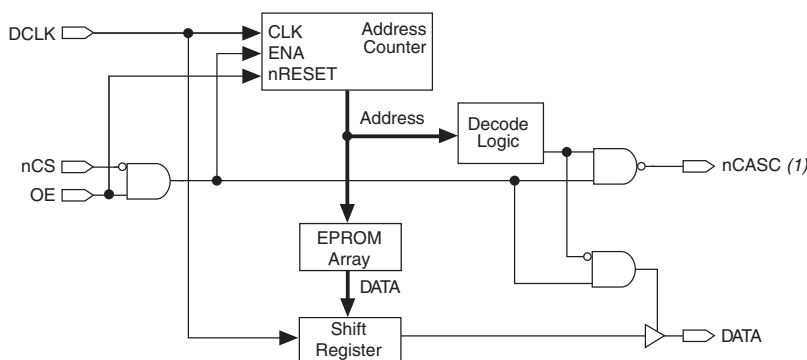 DCLK
CLK
ENA
nRESET
Address
Counter
Address
Decode
Logic
nCS
OE
nCASC (1)
EPROM
Array
DATA
Shift
Register
DATA